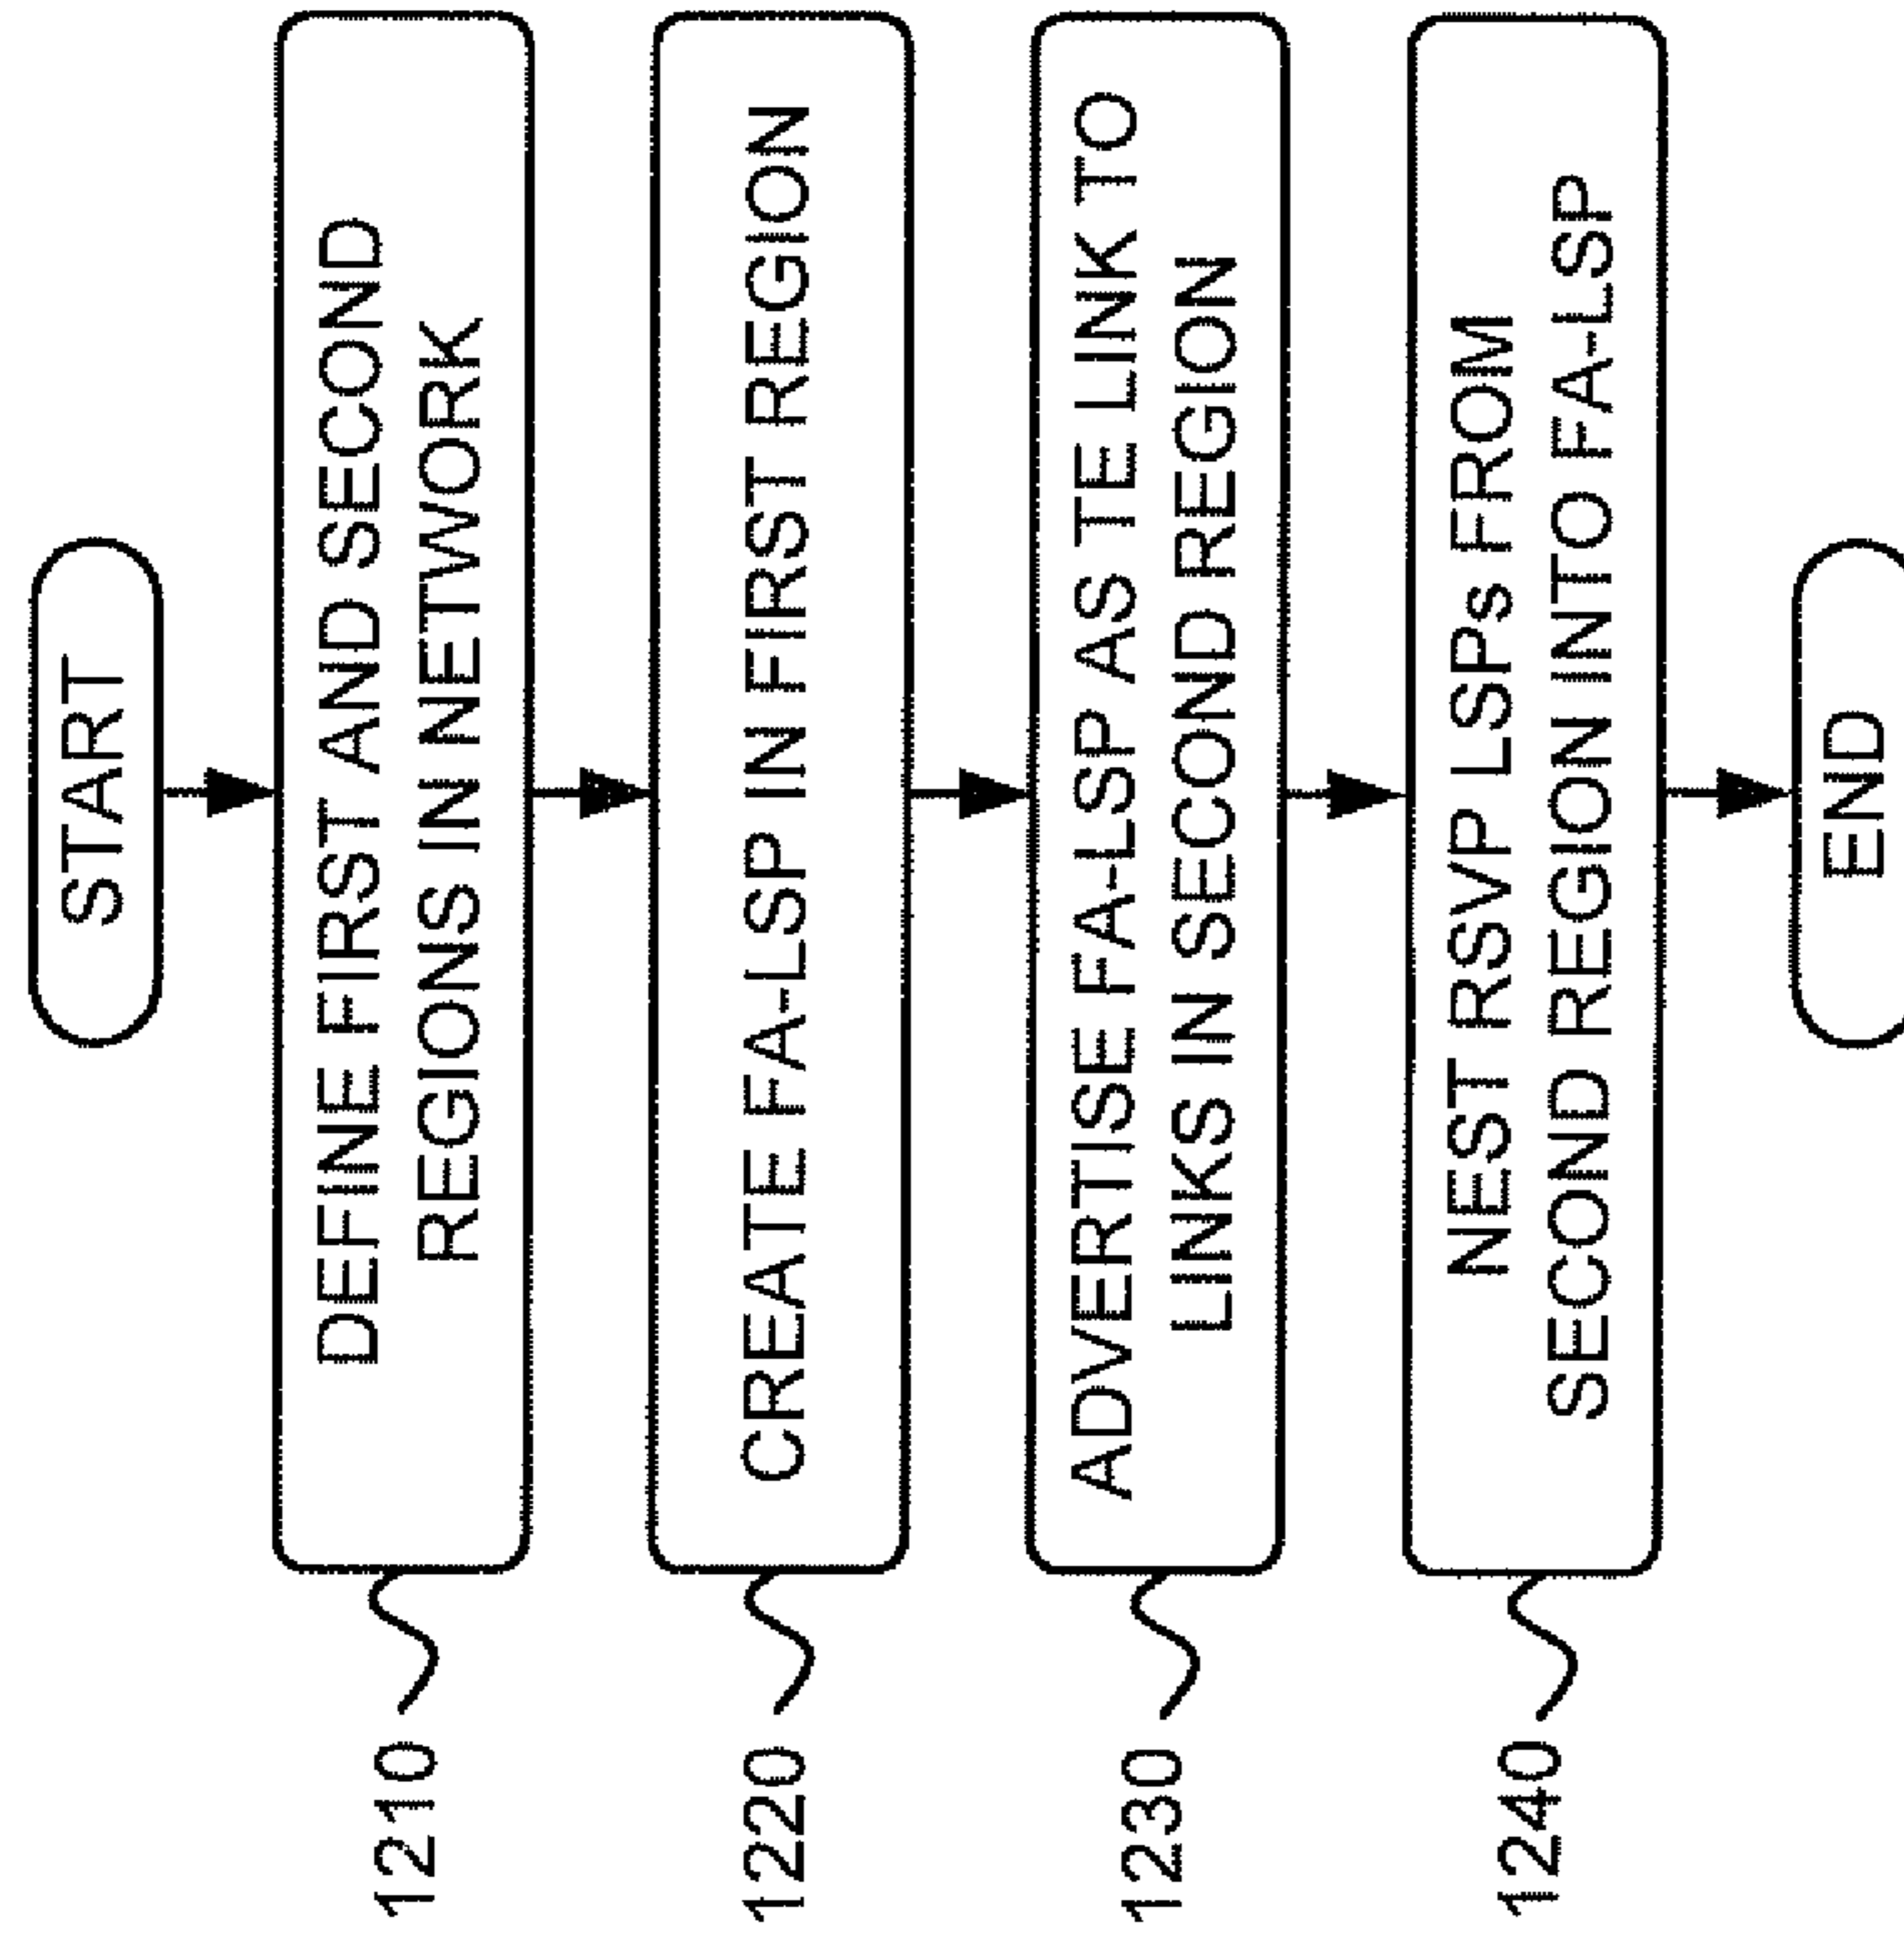 START
1210
DEFINE FIRST AND SECOND
REGIONS IN NETWORK
1220
CREATE FA-LSP IN FIRST REGION
1230
ADVERTISE FA-LSP AS TE LINK TO
LINKS IN SECOND REGION
1240
NEST RSVP LSPs FROM
SECOND REGION INTO FA-LSP
END